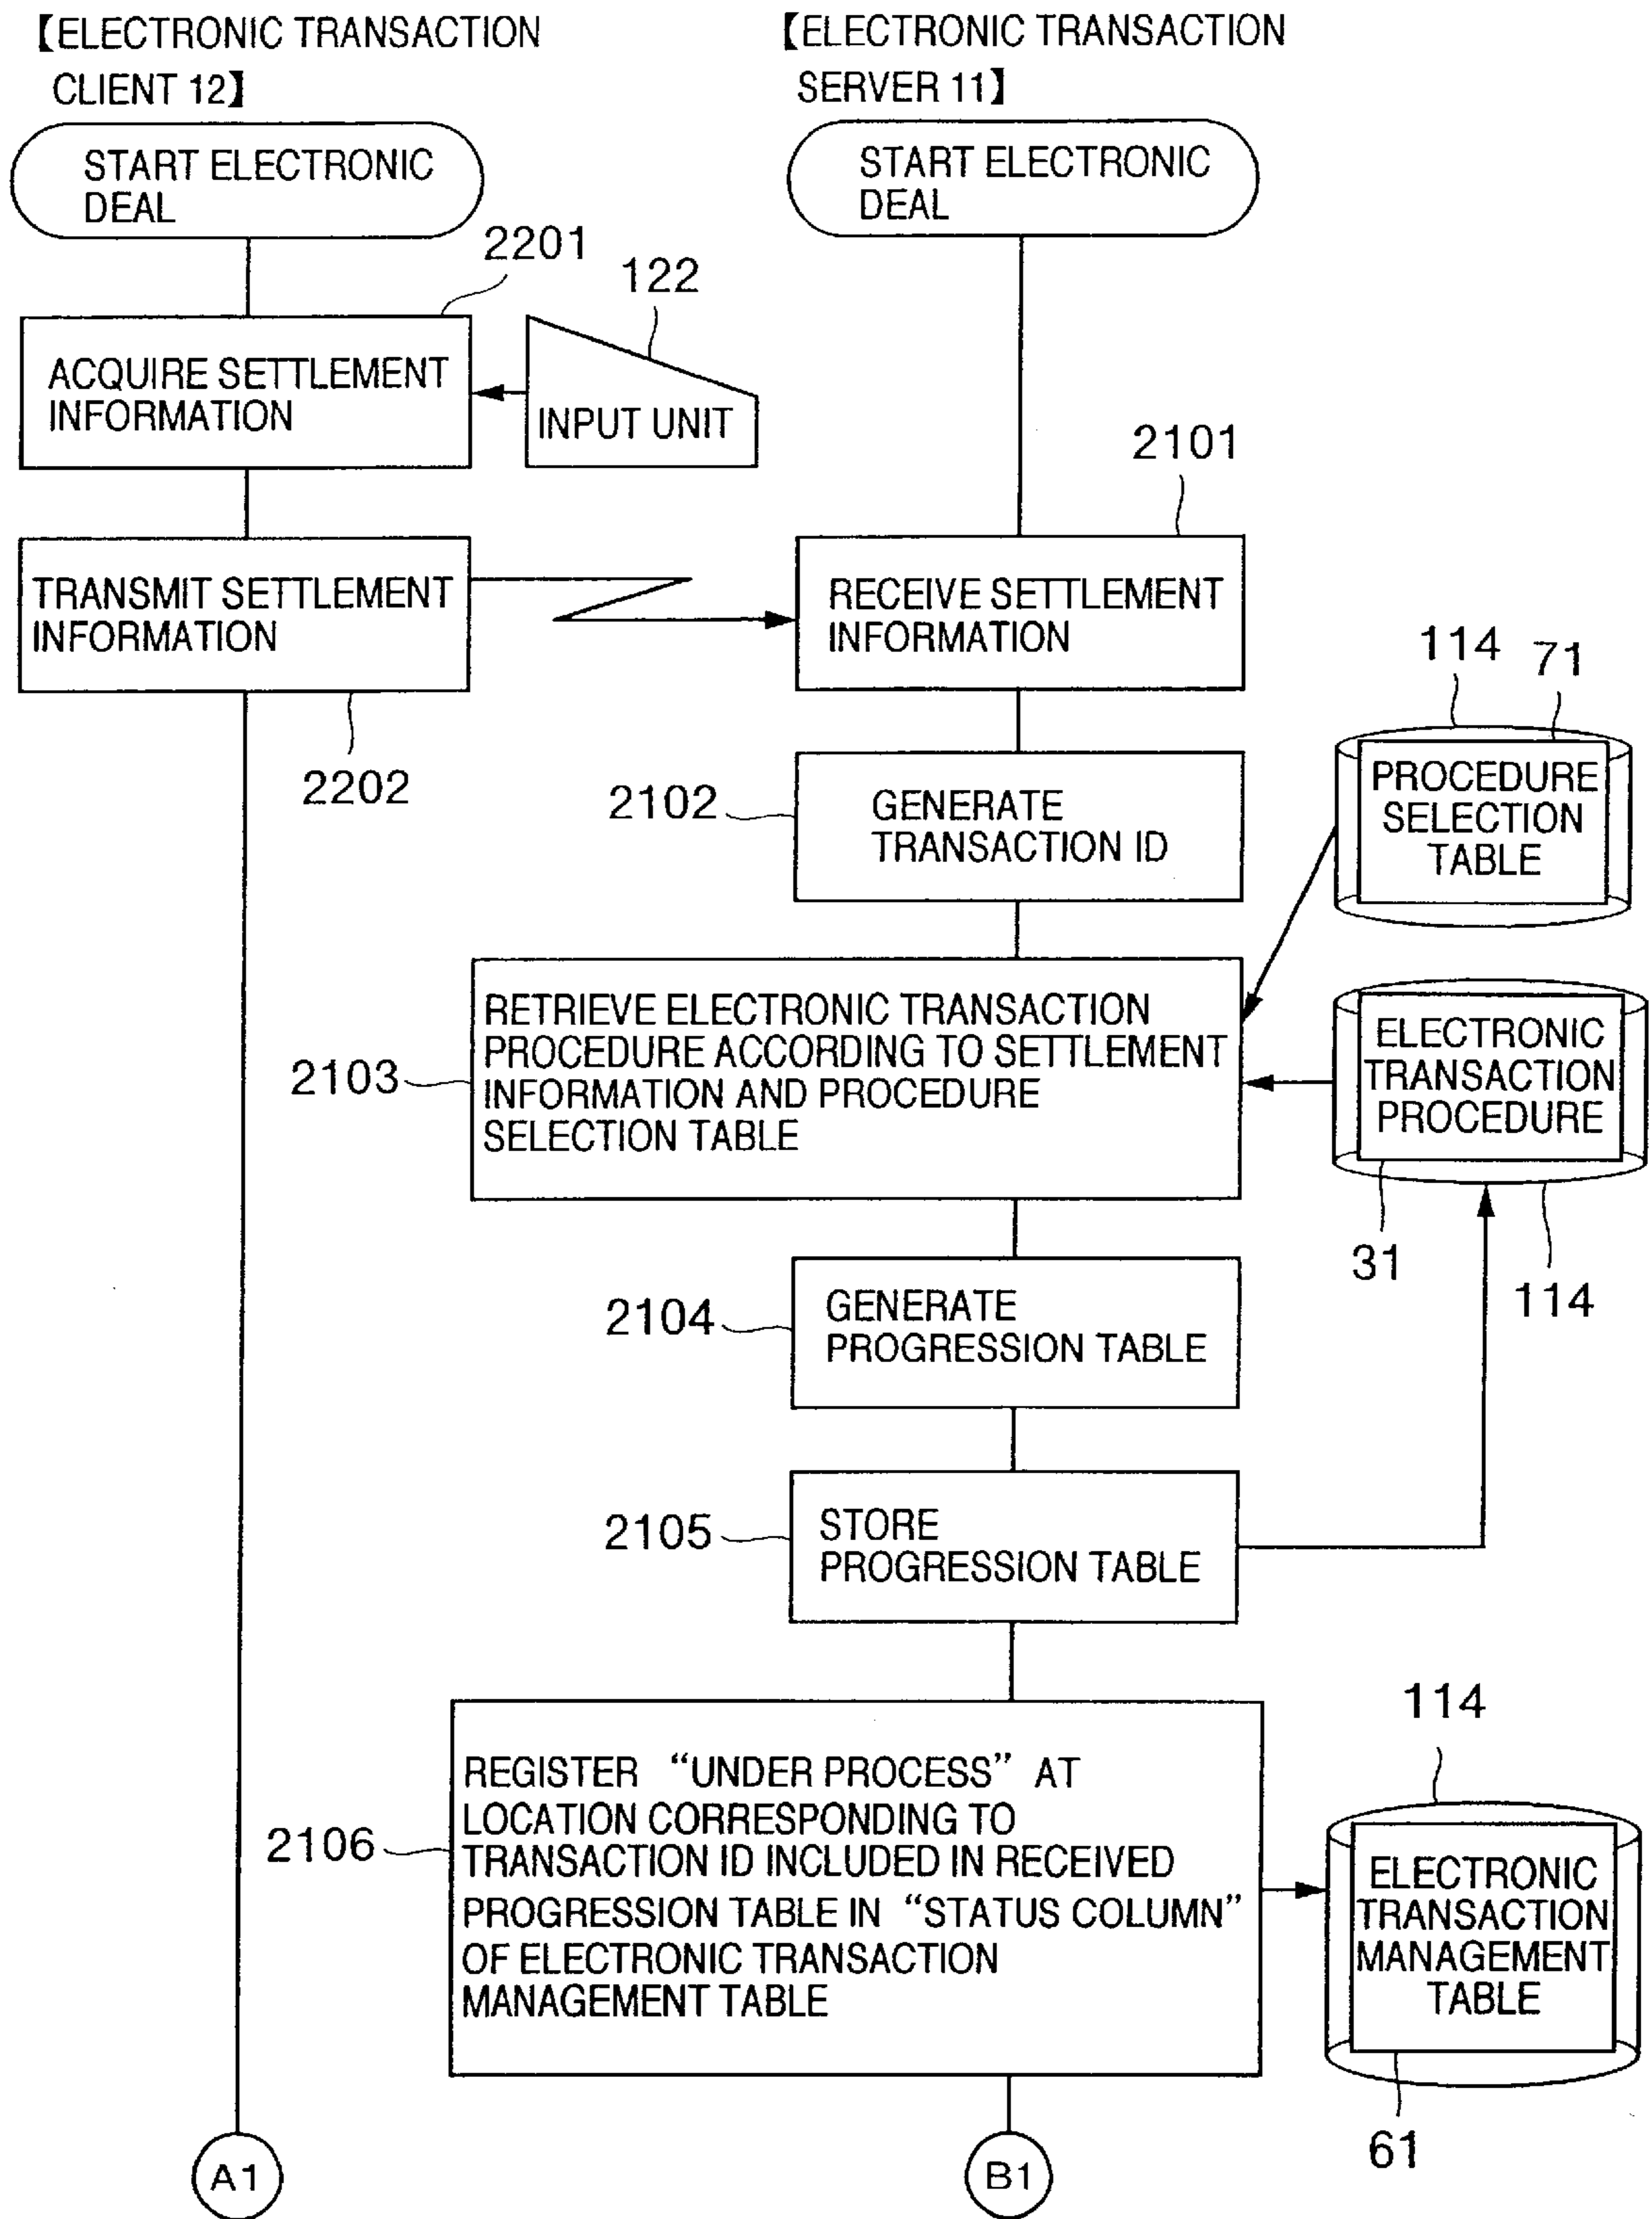 【ELECTRONIC TRANSACTION
CLIENT 12】
【ELECTRONIC TRANSACTION
SERVER 11】
START ELECTRONIC
DEAL
START ELECTRONIC
DEAL
2201
122
ACQUIRE SETTLEMENT
INFORMATION
INPUT UNIT
2101
TRANSMIT SETTLEMENT
INFORMATION
RECEIVE SETTLEMENT
INFORMATION
2202
114
71
PROCEDURE
SELECTION
TABLE
2102
GENERATE
TRANSACTION ID
2103
RETRIEVE ELECTRONIC TRANSACTION
PROCEDURE ACCORDING TO SETTLEMENT
INFORMATION AND PROCEDURE
SELECTION TABLE
ELECTRONIC
TRANSACTION
PROCEDURE
31
114
2104
GENERATE
PROGRESSION TABLE
2105
STORE
PROGRESSION TABLE
2106
REGISTER “UNDER PROCESS” AT
LOCATION CORRESPONDING TO
TRANSACTION ID INCLUDED IN RECEIVED
PROGRESSION TABLE IN “STATUS COLUMN”
OF ELECTRONIC TRANSACTION
MANAGEMENT TABLE
114
ELECTRONIC
TRANSACTION
MANAGEMENT
TABLE
61
A1
B1